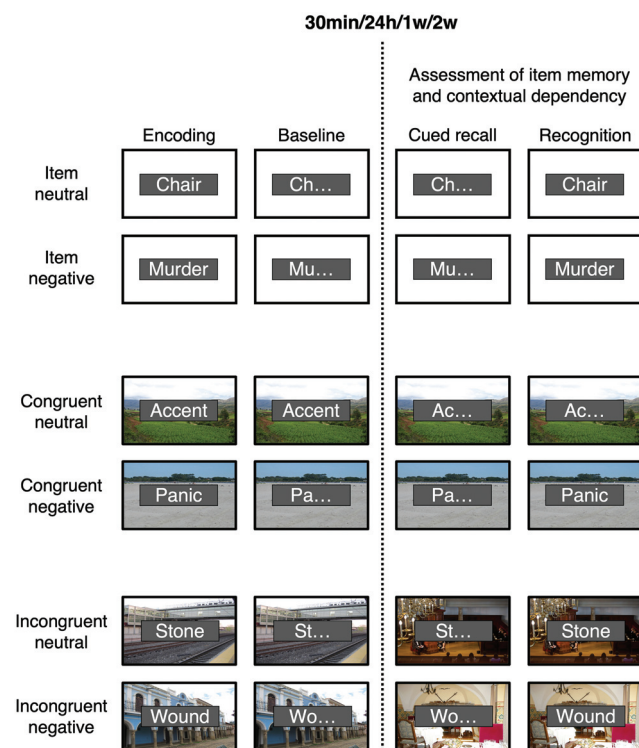 30min/24h/1w/2w
Assessment of item memory
and contextual dependency
Encoding Baseline Cued recall Recognition
Item
neutral
Chair Ch... Ch... Chair
Item
negative
Murder Mu... Mu... Murder
Congruent
neutral
Accent Accent Ac... Ac...
Congruent
negative
Panic Pa... Pa... Panic
Incongruent
neutral
Stone St... St... Stone
Incongruent
negative
Wound Wo... Wo... Wound